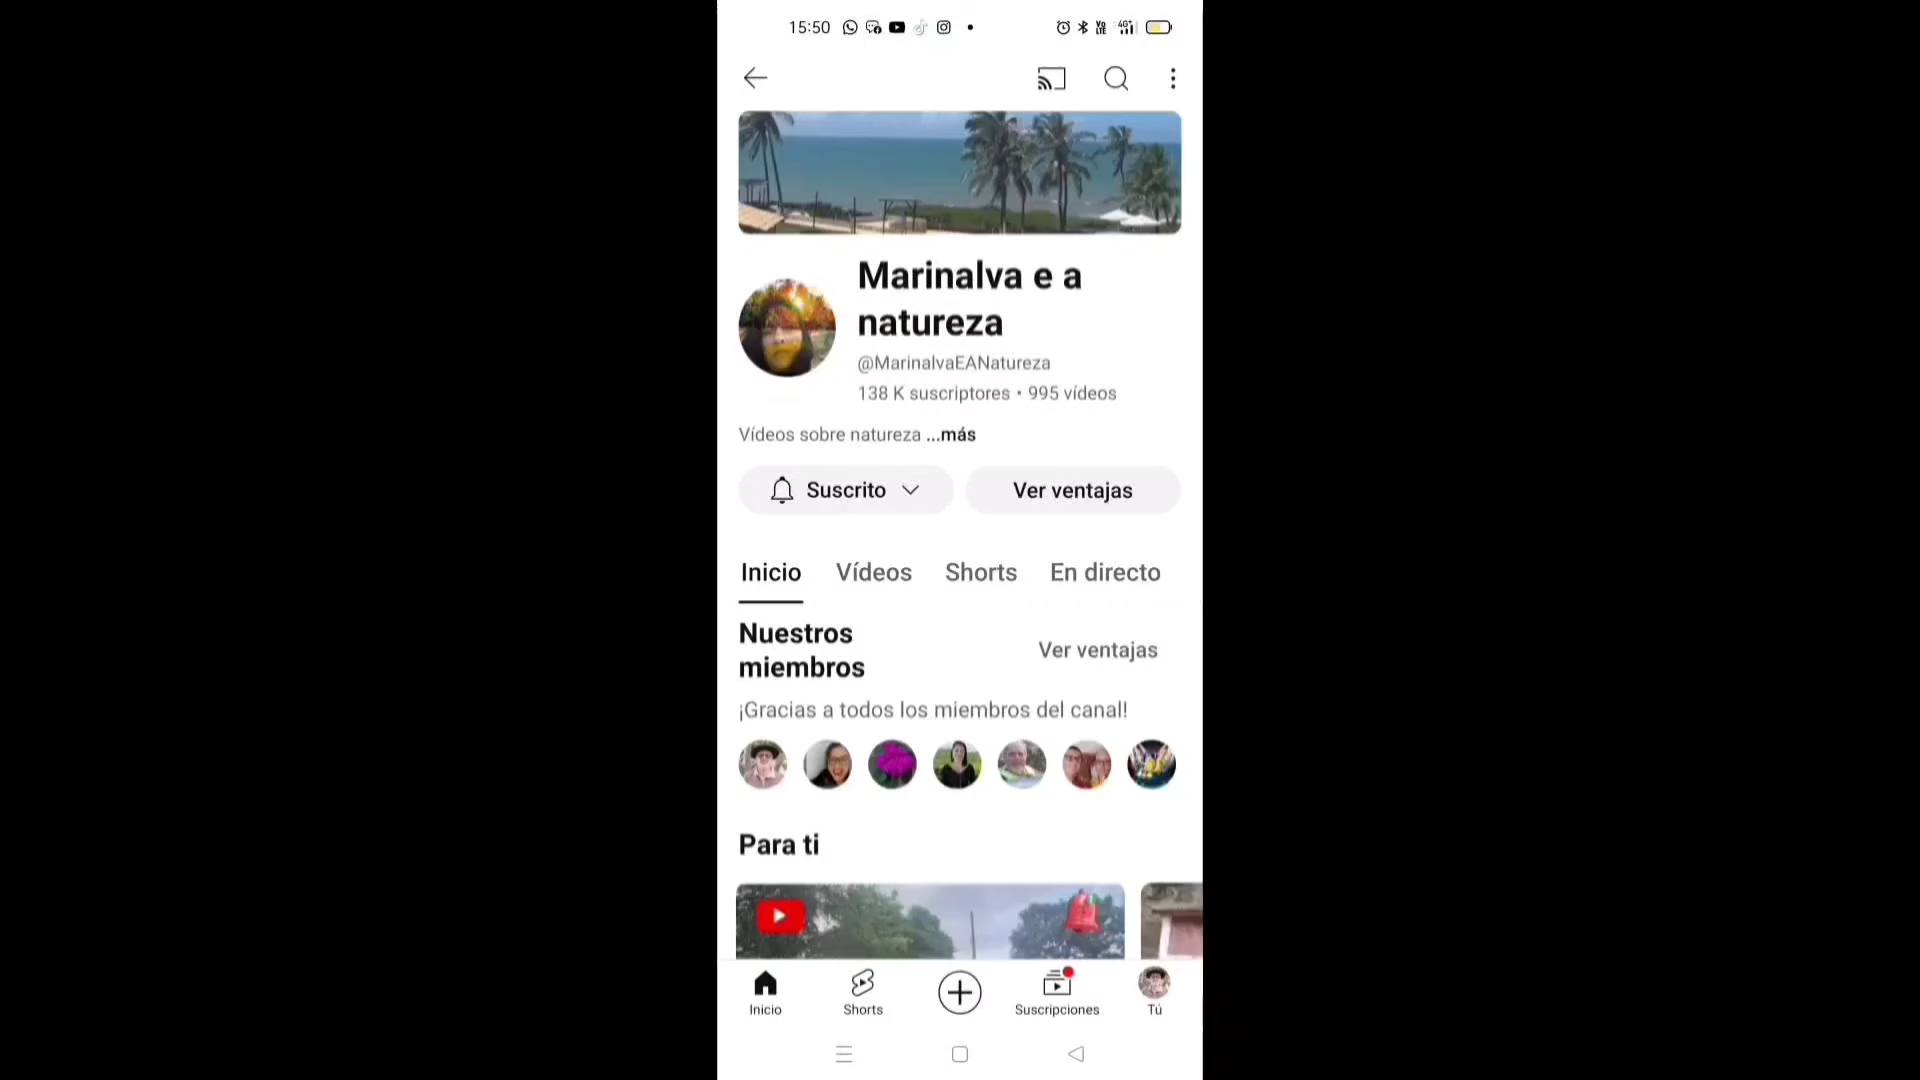 15:50
4G+
Marinalva e a
natureza
@MarinalvaEANatureza
138 K suscriptores • 995 vídeos
Vídeos sobre natureza ...más
Suscrito
Ver ventajas
Inicio
Vídeos
Shorts
En directo
Nuestros
miembros
Ver ventajas
¡Gracias a todos los miembros del canal!
Para ti
Inicio
Shorts
Suscripciones
Tú